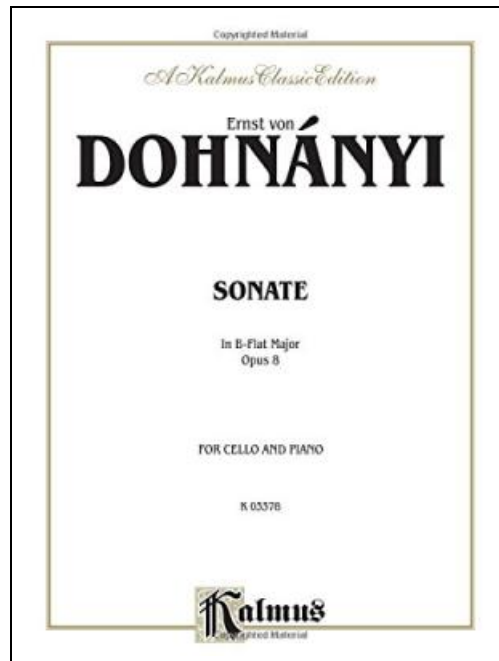 Copyrighted Material
A Kalmus Classic Edition
Ernst von
DOHNÁNYI
SONATE
In B-Flat Major
Opus 8
FOR CELLO AND PIANO
K 03378
Kalmus
Copyrighted Material